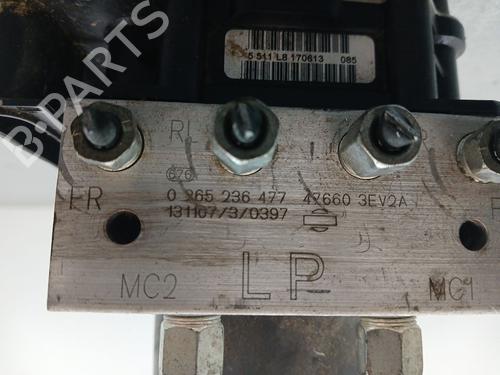 B-PARTS
5 511 L8 170613 085
RL
FR
0 265 236 477 47660 3EV2A
131107/3/0397
MC2 LP MC1